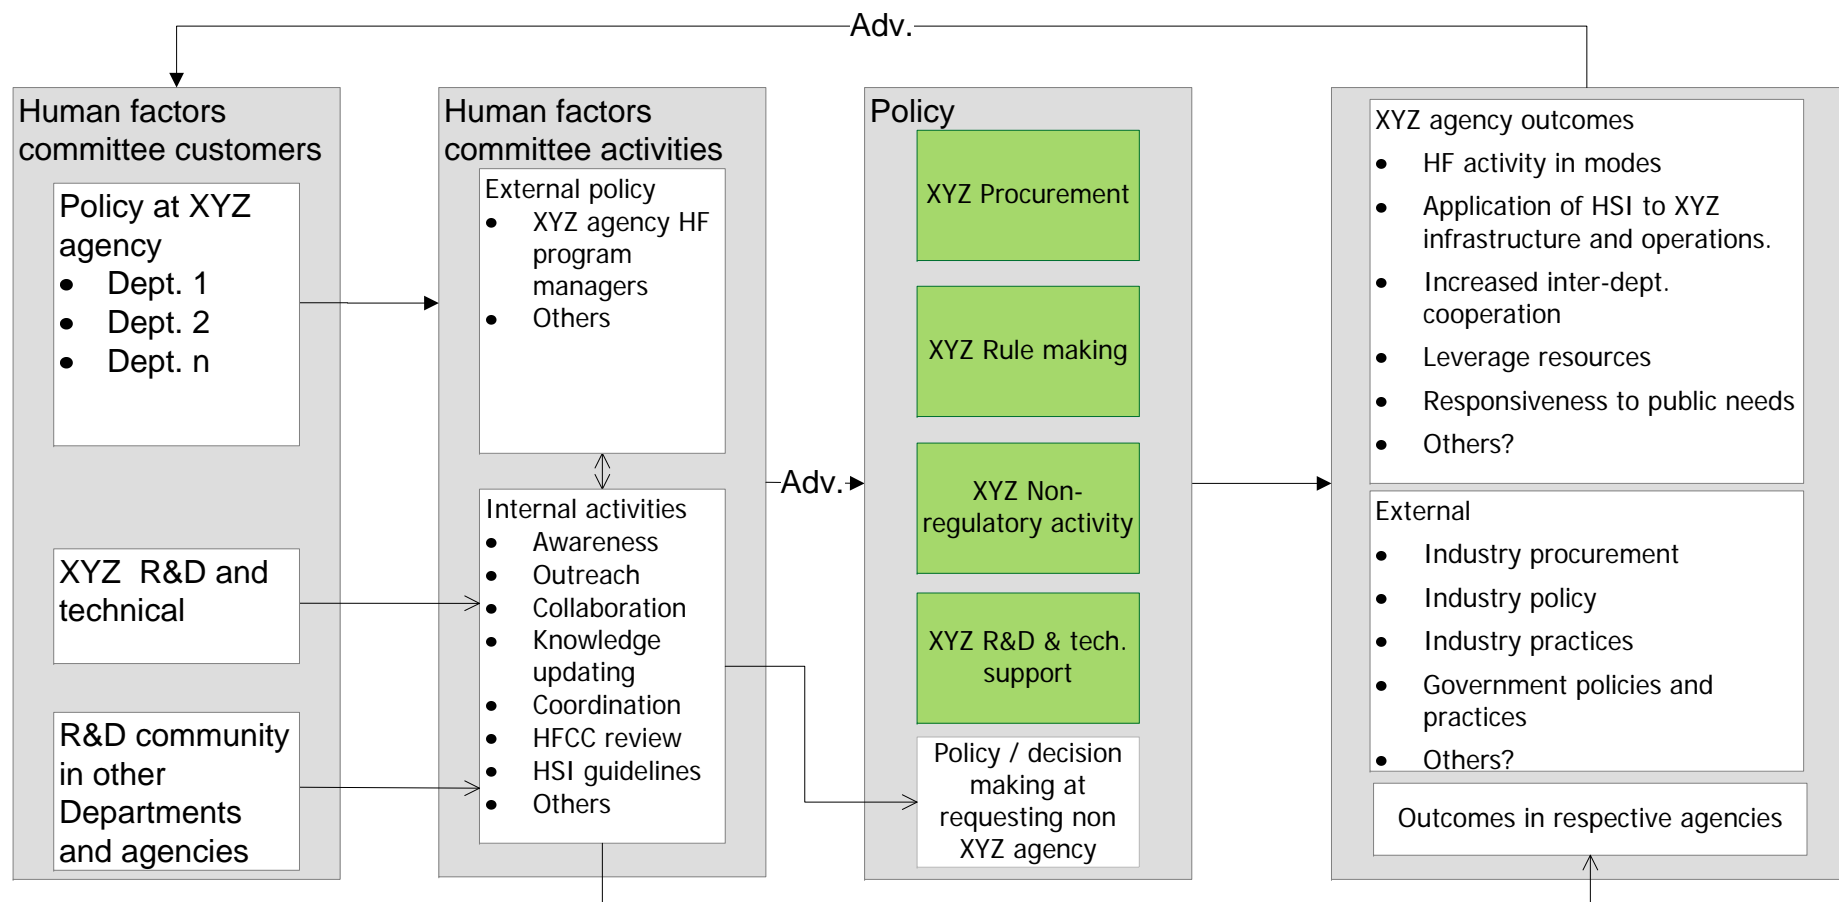 Adv.
Human factors
committee customers
Policy at XYZ
agency
• Dept. 1
• Dept. 2
• Dept. n
XYZ R&D and
technical
R&D community
in other
Departments
and agencies
Human factors
committee activities
External policy
• XYZ agency HF
program
managers
• Others
Internal activities
• Awareness
• Outreach
• Collaboration
• Knowledge
updating
• Coordination
• HFCC review
• HSI guidelines
• Others
Adv.
Policy
XYZ Procurement
XYZ Rule making
XYZ Non-
regulatory activity
XYZ R&D & tech.
support
Policy / decision
making at
requesting non
XYZ agency
XYZ agency outcomes
• HF activity in modes
• Application of HSI to XYZ
infrastructure and operations.
• Increased inter-dept.
cooperation
• Leverage resources
• Responsiveness to public needs
• Others?
External
• Industry procurement
• Industry policy
• Industry practices
• Government policies and
practices
• Others?
Outcomes in respective agencies